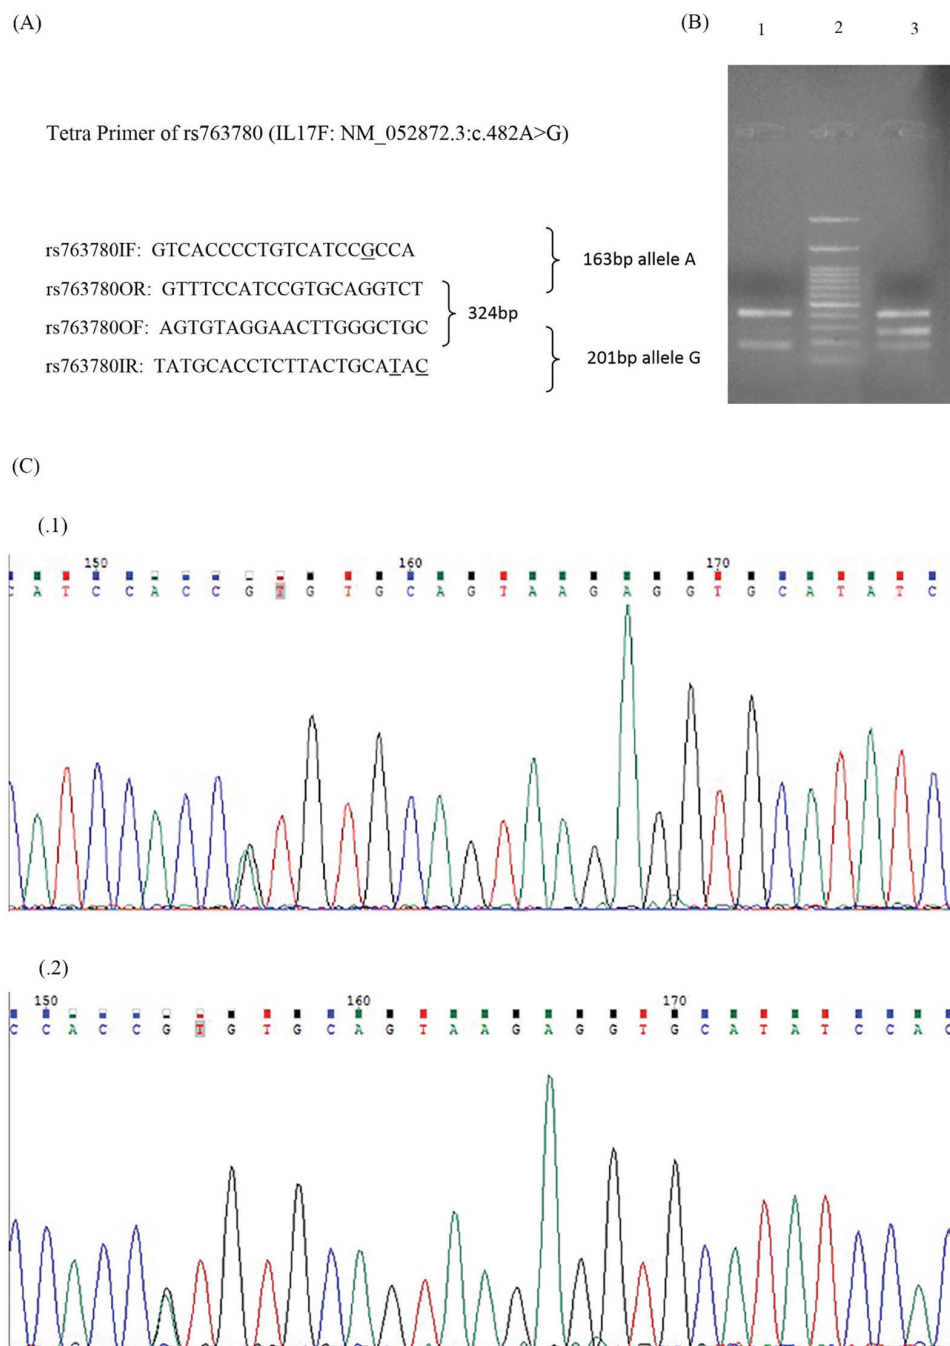 (A)
(B)
1 2 3
Tetra Primer of rs763780 (IL17F: NM_052872.3:c.482A>G)
rs763780IF: GTCACCCCTGTCATCCGCCA
163bp allele A
rs763780OR: GTTTCCATCCGTGCAGGTCT
324bp
rs763780OF: AGTGTAGGAACTTGGGCTGC
201bp allele G
rs763780IR: TATGCACCTCTTACTGCATAC
(C)
(.1)
150 160 170
C A T C C A C C G T G T G C A G T A A G A G G T G C A T A T C
(.2)
150 160 170
C C A C C G T G T G C A G T A A G A G G T G C A T A T C C A C